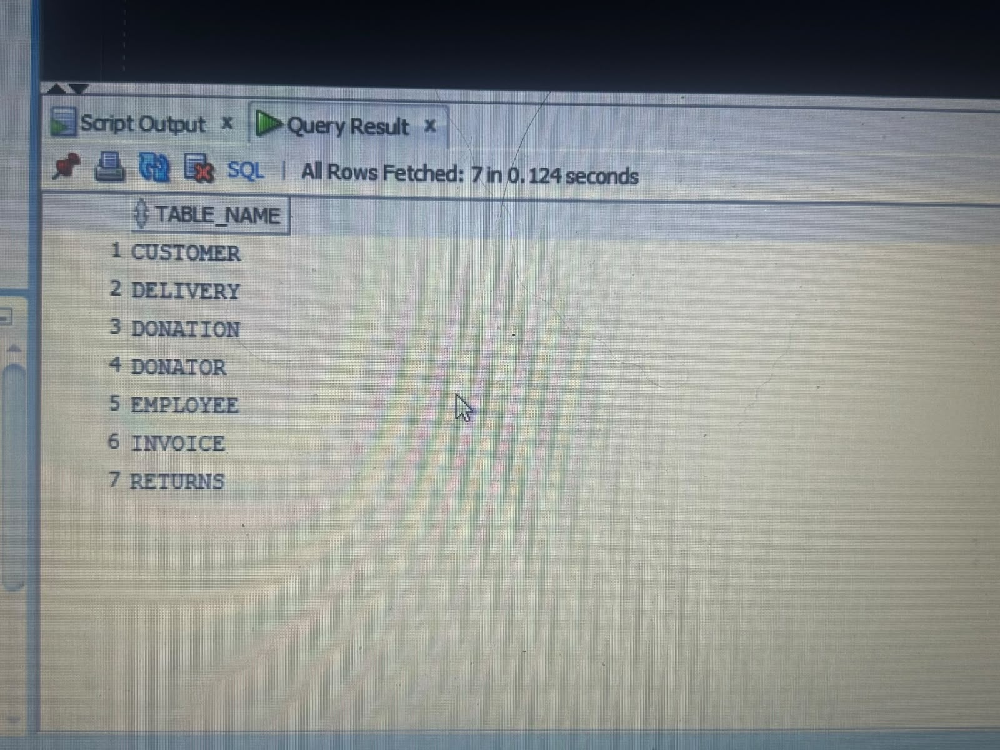 Script Output x Query Result x
SQL | All Rows Fetched: 7 in 0.124 seconds
TABLE_NAME
1 CUSTOMER
2 DELIVERY
3 DONATION
4 DONATOR
5 EMPLOYEE
6 INVOICE
7 RETURNS